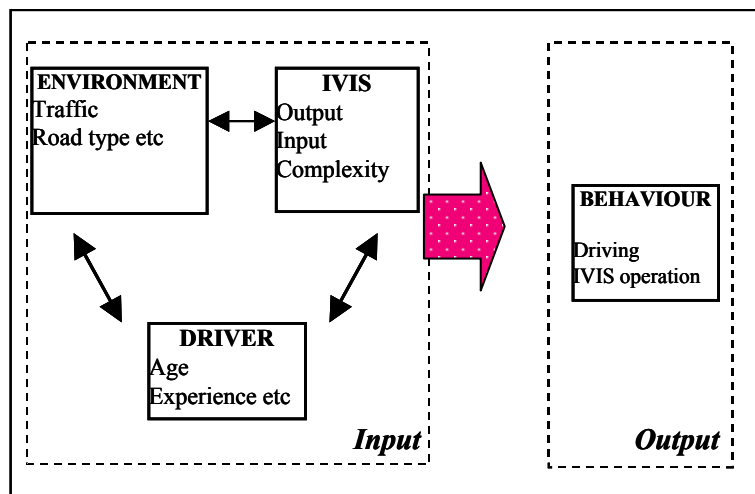 ENVIRONMENT
Traffic
Road type etc
IVIS
Output
Input
Complexity
DRIVER
Age
Experience etc
Input
BEHAVIOUR
Driving
IVIS operation
Output